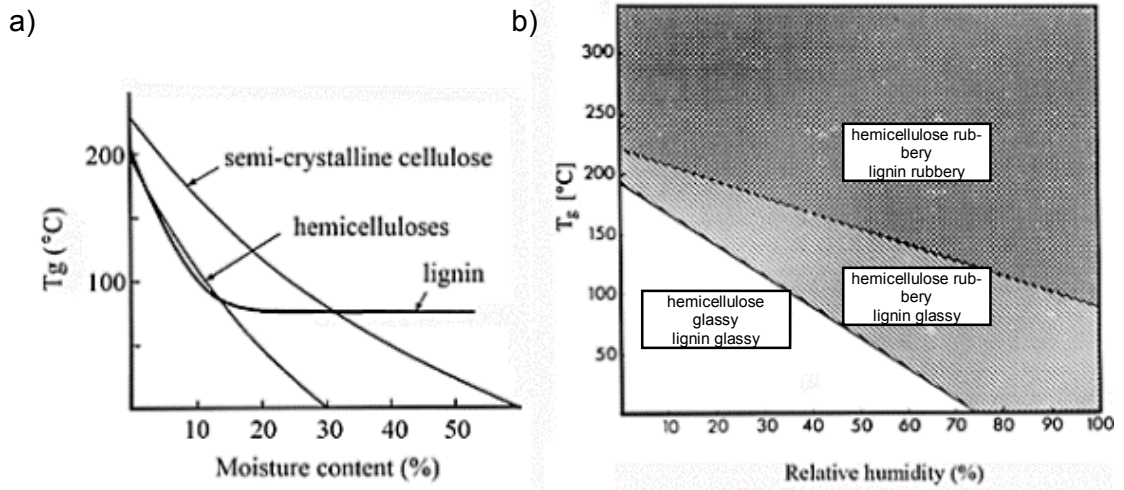 a)
200
100
Tg (°C)
semi-crystalline cellulose
hemicelluloses
lignin
10 20 30 40 50
Moisture content (%)
b)
300
250
200
150
100
50
Tg [°C]
hemicellulose rub-
bery
lignin rubbery
hemicellulose rub-
bery
lignin glassy
hemicellulose
glassy
lignin glassy
10 20 30 40 50 60 70 80 90 100
Relative humidity (%)